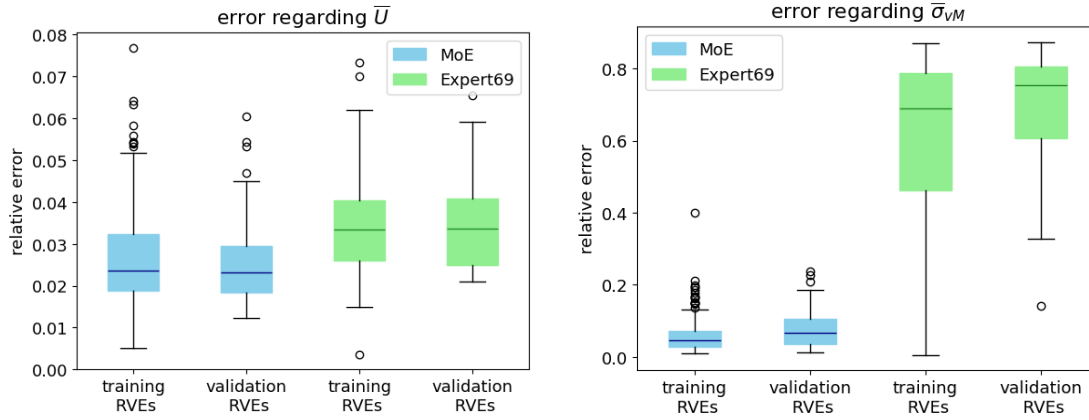 error regarding U̅
0.08
0.07
0.06
0.05
0.04
0.03
0.02
0.01
0.00
relative error
MoE
Expert69
training RVEs
validation RVEs
training RVEs
validation RVEs
error regarding σ̅vM
0.8
0.6
0.4
0.2
0.0
relative error
MoE
Expert69
training RVEs
validation RVEs
training RVEs
validation RVEs